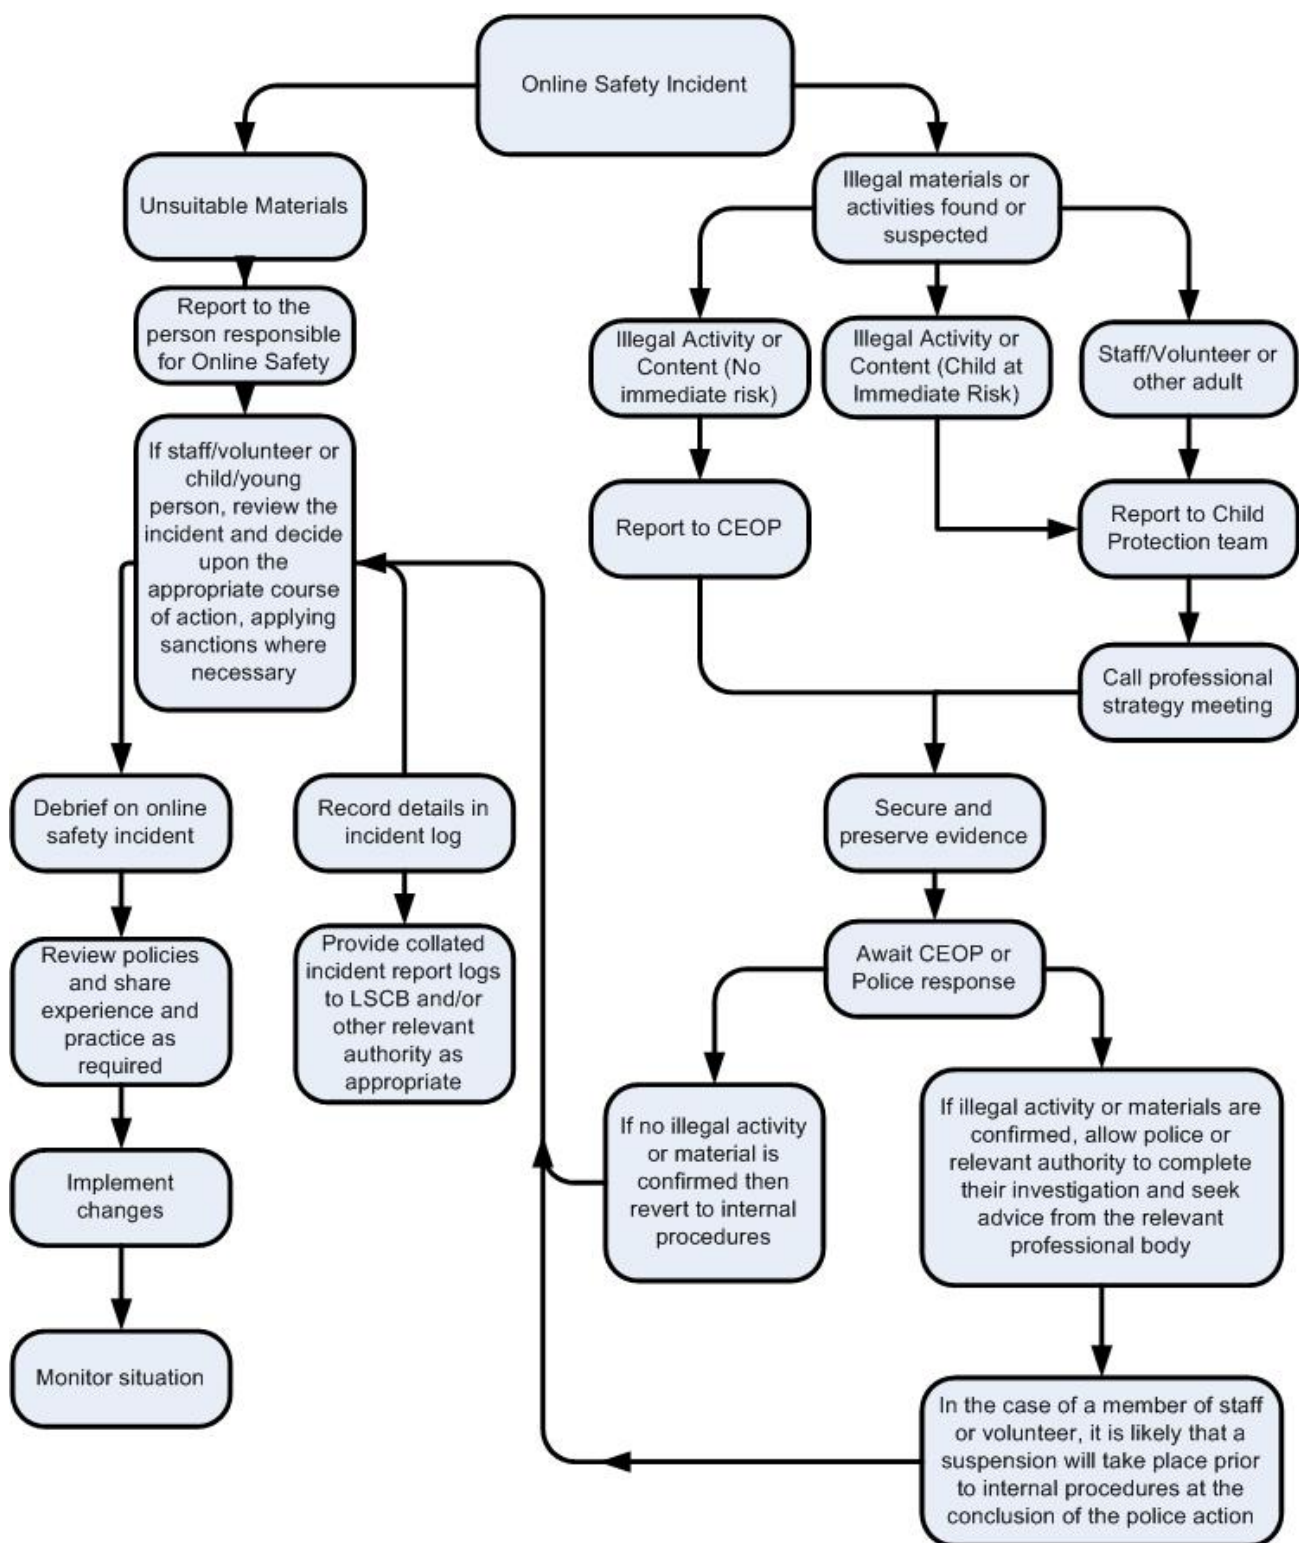 Online Safety Incident
Unsuitable Materials
Report to the
person responsible
for Online Safety
If staff/volunteer or
child/young
person, review the
incident and decide
upon the
appropriate course
of action, applying
sanctions where
necessary
Debrief on online
safety incident
Review policies
and share
experience and
practice as
required
Implement
changes
Monitor situation
Record details in
incident log
Provide collated
incident report logs
to LSCB and/or
other relevant
authority as
appropriate
Illegal materials or
activities found or
suspected
Illegal Activity or
Content (No
immediate risk)
Illegal Activity or
Content (Child at
Immediate Risk)
Staff/Volunteer or
other adult
Report to CEOP
Report to Child
Protection team
Call professional
strategy meeting
Secure and
preserve evidence
Await CEOP or
Police response
If no illegal activity
or material is
confirmed then
revert to internal
procedures
If illegal activity or materials are
confirmed, allow police or
relevant authority to complete
their investigation and seek
advice from the relevant
professional body
In the case of a member of staff
or volunteer, it is likely that a
suspension will take place prior
to internal procedures at the
conclusion of the police action